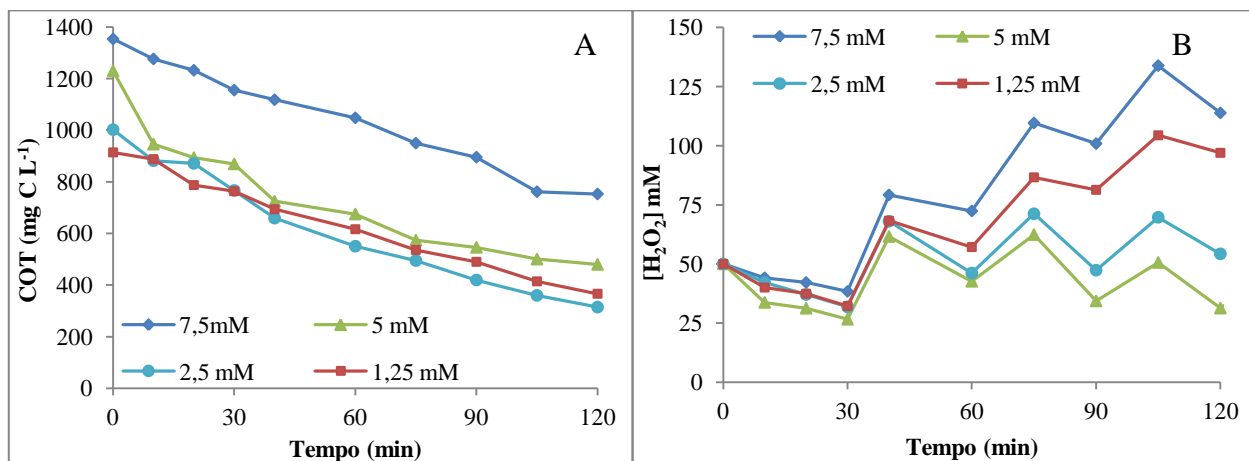 A
COT (mg C L⁻¹)
1400
1200
1000
800
600
400
200
0
7,5mM
5 mM
2,5 mM
1,25 mM
0
30
60
90
120
Tempo (min)
B
[H₂O₂] mM
7,5 mM
5 mM
2,5 mM
1,25 mM
150
125
100
75
50
25
0
0
30
60
90
120
Tempo (min)